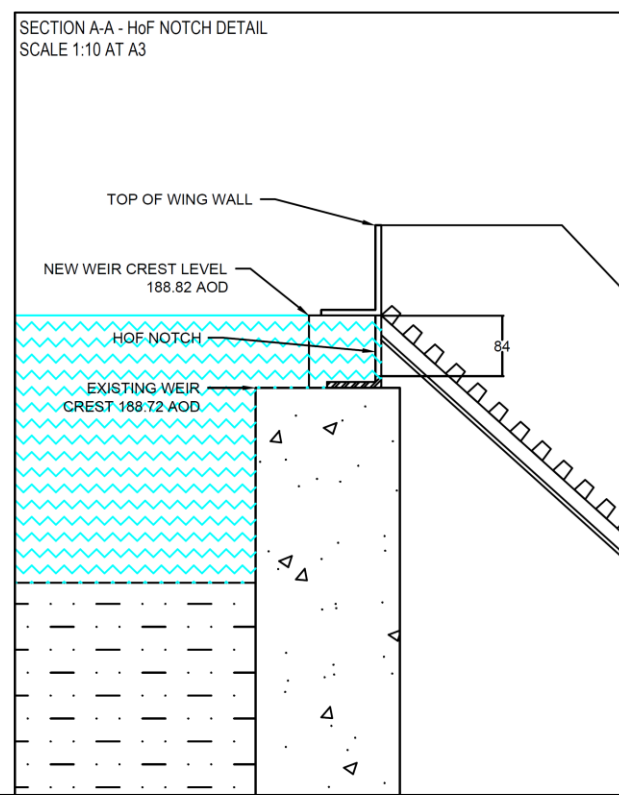 SECTION A-A - HoF NOTCH DETAIL
SCALE 1:10 AT A3
TOP OF WING WALL
NEW WEIR CREST LEVEL
188.82 AOD
HOF NOTCH
84
EXISTING WEIR
CREST 188.72 AOD